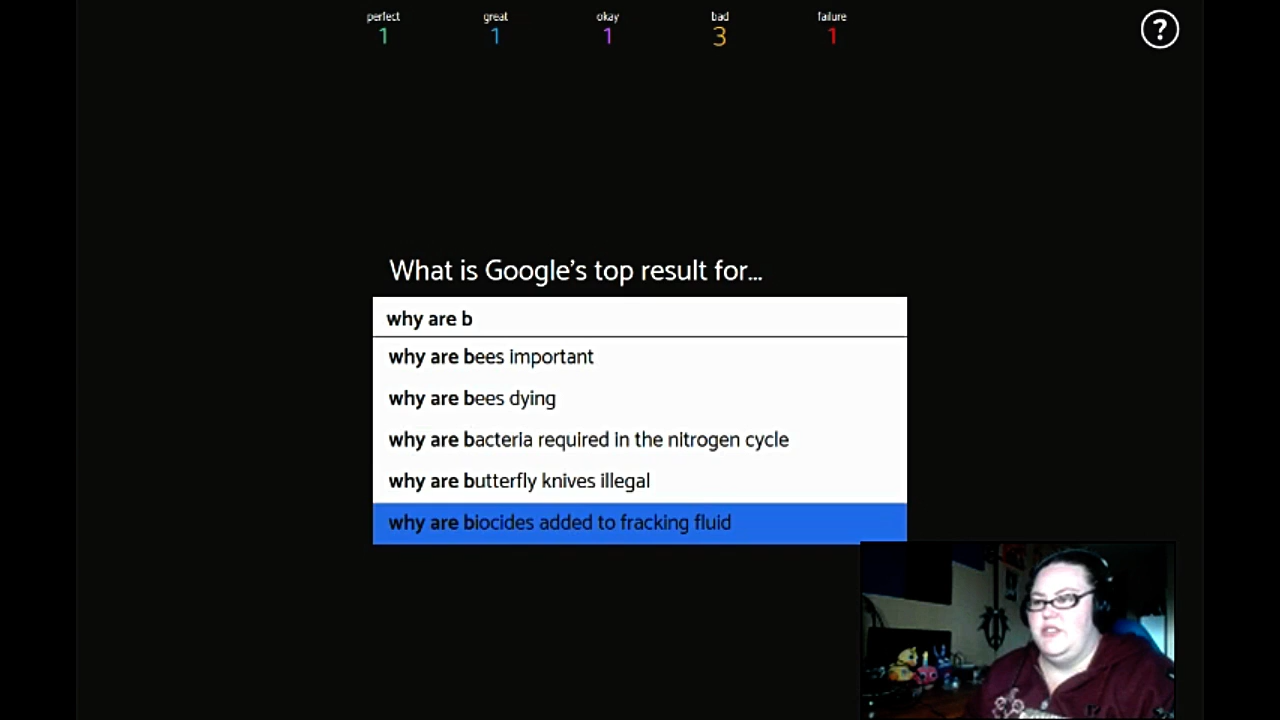 perfect great okay bad failure
1 1 1 3 1
?
What is Google's top result for...
why are b
why are bees important
why are bees dying
why are bacteria required in the nitrogen cycle
why are butterfly knives illegal
why are biocides added to fracking fluid